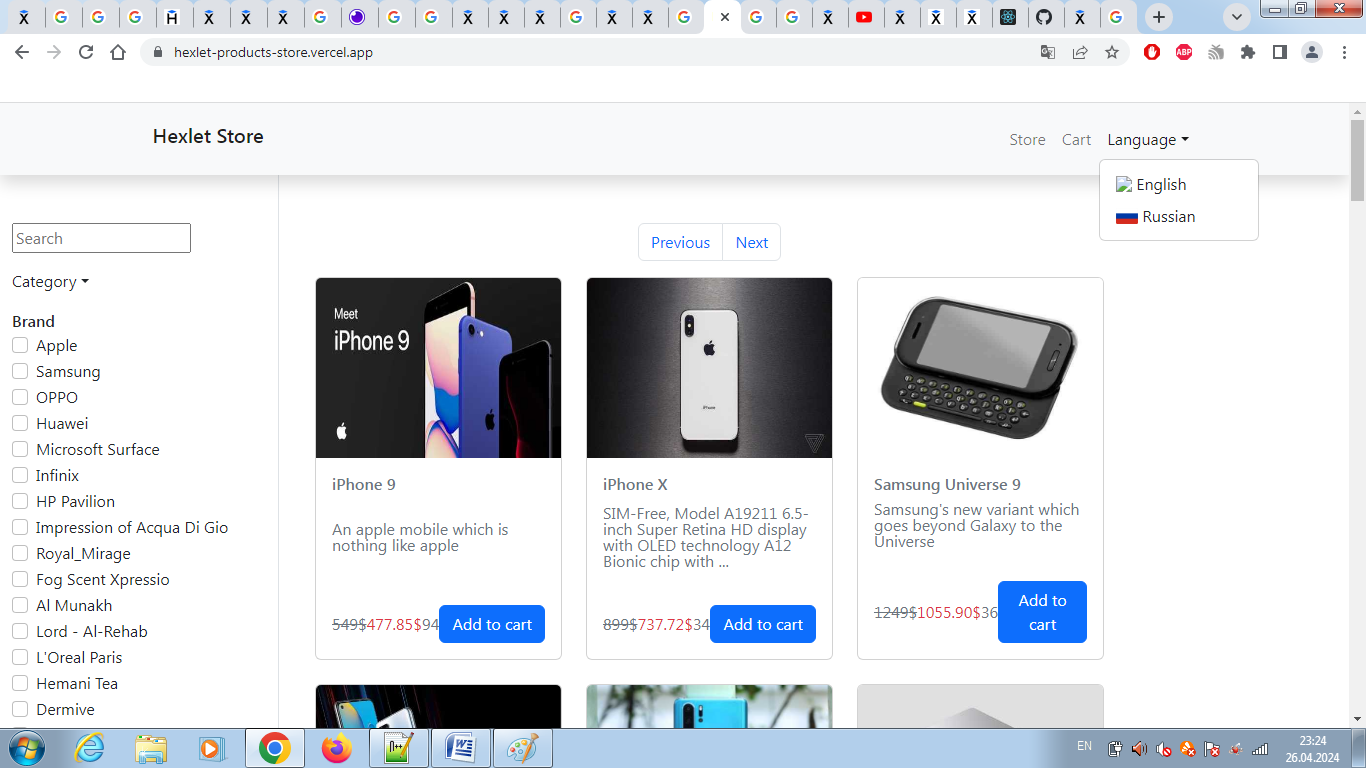 hexlet-products-store.vercel.app
ABP
Hexlet Store
Store
Cart
Language
English
Russian
Search
Category
Brand
Apple
Samsung
OPPO
Huawei
Microsoft Surface
Infinix
HP Pavilion
Impression of Acqua Di Gio
Royal_Mirage
Fog Scent Xpressio
Al Munakh
Lord - Al-Rehab
L'Oreal Paris
Hemani Tea
Dermive
Previous
Next
Meet
iPhone 9
iPhone 9
An apple mobile which is
nothing like apple
549$477.85$94
Add to cart
iPhone
iPhone X
SIM-Free, Model A19211 6.5-
inch Super Retina HD display
with OLED technology A12
Bionic chip with ...
899$737.72$34
Add to cart
Samsung Universe 9
Samsung's new variant which
goes beyond Galaxy to the
Universe
1249$1055.90$36
Add to
cart
EN
23:24
26.04.2024